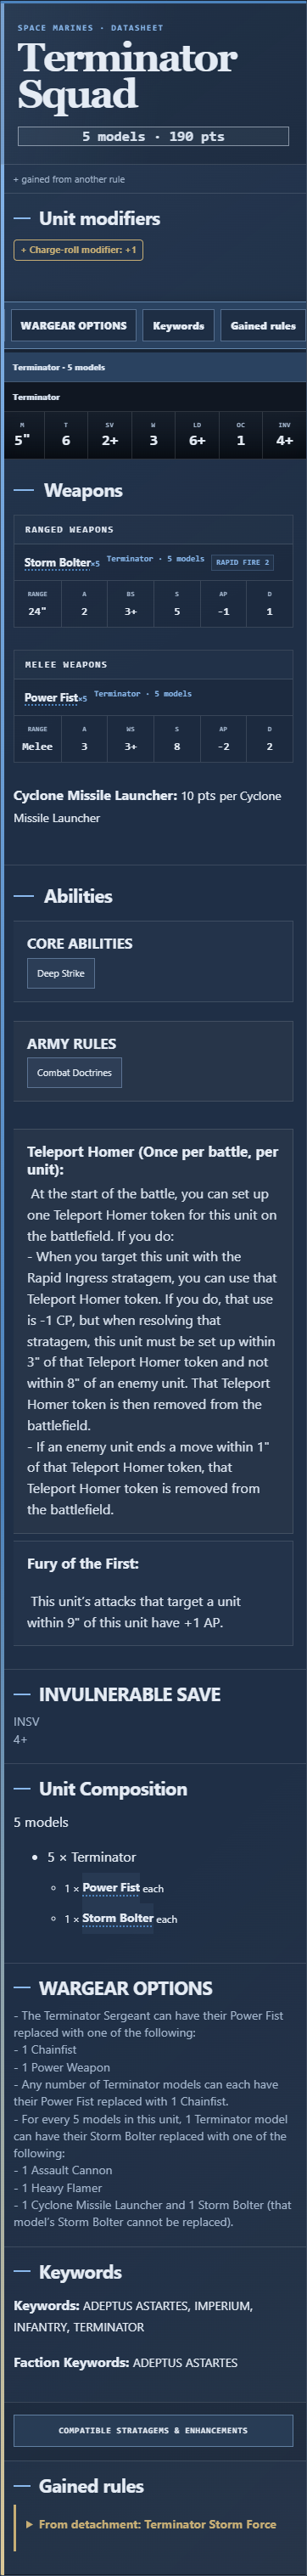 SPACE MARINES · DATASHEET
Terminator
Squad
5 models · 190 pts
+ gained from another rule
Unit modifiers
+ Charge-roll modifier: +1
WARGEAR OPTIONS Keywords Gained rules
Terminator - 5 models
Terminator
M T SV W LD OC INV
5" 6 2+ 3 6+ 1 4+
Weapons
RANGED WEAPONS
Storm Bolter×5 Terminator · 5 models RAPID FIRE 2
RANGE A BS S AP D
24" 2 3+ 5 -1 1
MELEE WEAPONS
Power Fist×5 Terminator · 5 models
RANGE A WS S AP D
Melee 3 3+ 8 -2 2
Cyclone Missile Launcher: 10 pts per Cyclone
Missile Launcher
Abilities
CORE ABILITIES
Deep Strike
ARMY RULES
Combat Doctrines
Teleport Homer (Once per battle, per
unit):
At the start of the battle, you can set up
one Teleport Homer token for this unit on
the battlefield. If you do:
- When you target this unit with the
Rapid Ingress stratagem, you can use that
Teleport Homer token. If you do, that use
is -1 CP, but when resolving that
stratagem, this unit must be set up within
3" of that Teleport Homer token and not
within 8" of an enemy unit. That Teleport
Homer token is then removed from the
battlefield.
- If an enemy unit ends a move within 1"
of that Teleport Homer token, that
Teleport Homer token is removed from
the battlefield.
Fury of the First:
This unit's attacks that target a unit
within 9" of this unit have +1 AP.
INVULNERABLE SAVE
INSV
4+
Unit Composition
5 models
• 5 × Terminator
◦ 1 × Power Fist each
◦ 1 × Storm Bolter each
WARGEAR OPTIONS
- The Terminator Sergeant can have their Power Fist
replaced with one of the following:
- 1 Chainfist
- 1 Power Weapon
- Any number of Terminator models can each have
their Power Fist replaced with 1 Chainfist.
- For every 5 models in this unit, 1 Terminator model
can have their Storm Bolter replaced with one of the
following:
- 1 Assault Cannon
- 1 Heavy Flamer
- 1 Cyclone Missile Launcher and 1 Storm Bolter (that
model's Storm Bolter cannot be replaced).
Keywords
Keywords: ADEPTUS ASTARTES, IMPERIUM,
INFANTRY, TERMINATOR
Faction Keywords: ADEPTUS ASTARTES
COMPATIBLE STRATAGEMS & ENHANCEMENTS
Gained rules
▶ From detachment: Terminator Storm Force